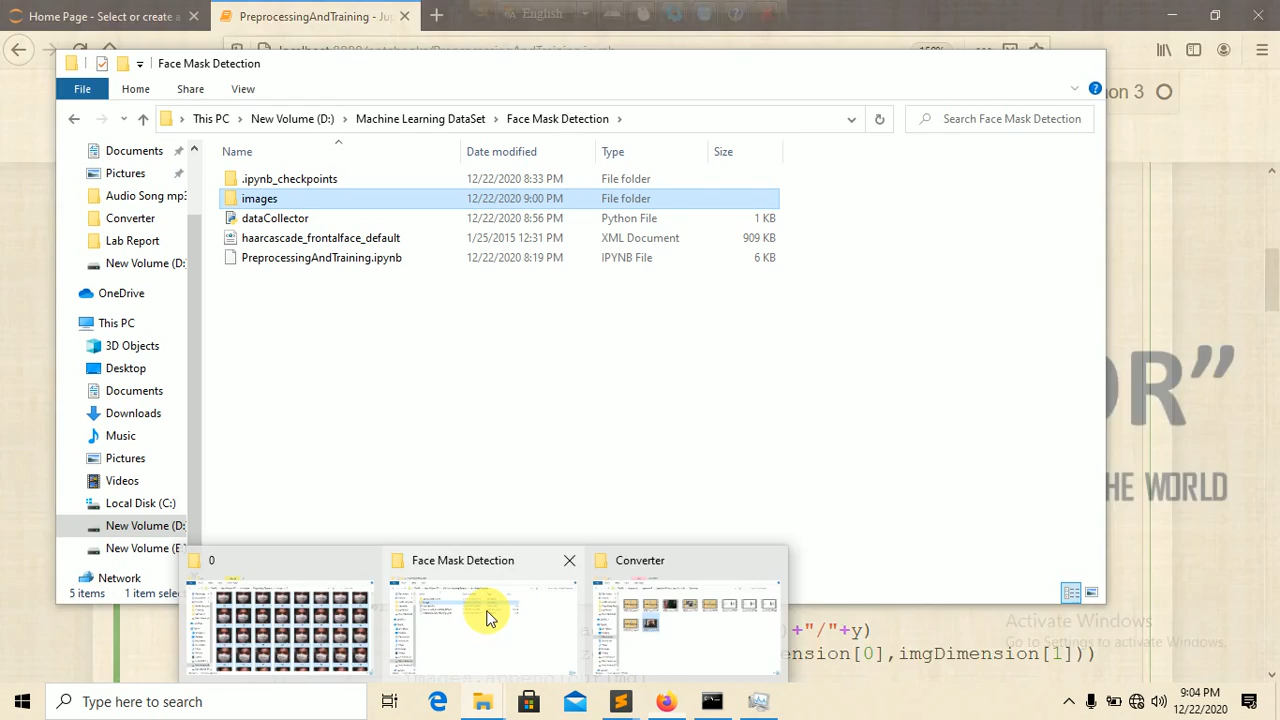 Home Page - Select or create a
PreprocessingAndTraining - Jup
English
Face Mask Detection
File
Home
Share
View
This PC
New Volume (D:)
Machine Learning DataSet
Face Mask Detection
Search Face Mask Detection
Name
Date modified
Type
Size
Documents
Pictures
Audio Song mp3
Converter
Lab Report
New Volume (D:
OneDrive
This PC
3D Objects
Desktop
Documents
Downloads
Music
Pictures
Videos
Local Disk (C:)
New Volume (D:
New Volume (E
Network
.ipynb_checkpoints 12/22/2020 8:33 PM File folder
images 12/22/2020 9:00 PM File folder
dataCollector 12/22/2020 8:56 PM Python File 1 KB
haarcascade_frontalface_default 1/25/2015 12:31 PM XML Document 909 KB
PreprocessingAndTraining.ipynb 12/22/2020 8:19 PM IPYNB File 6 KB
5 items
1 item sele
hon 3
OR”
THE WORLD
0
Face Mask Detection
Converter
+"/"+y)
ension[0],imgDimension[1]))
Activate Windows
Go to Settings to activate Windows.
Type here to search
9:04 PM
12/22/2020